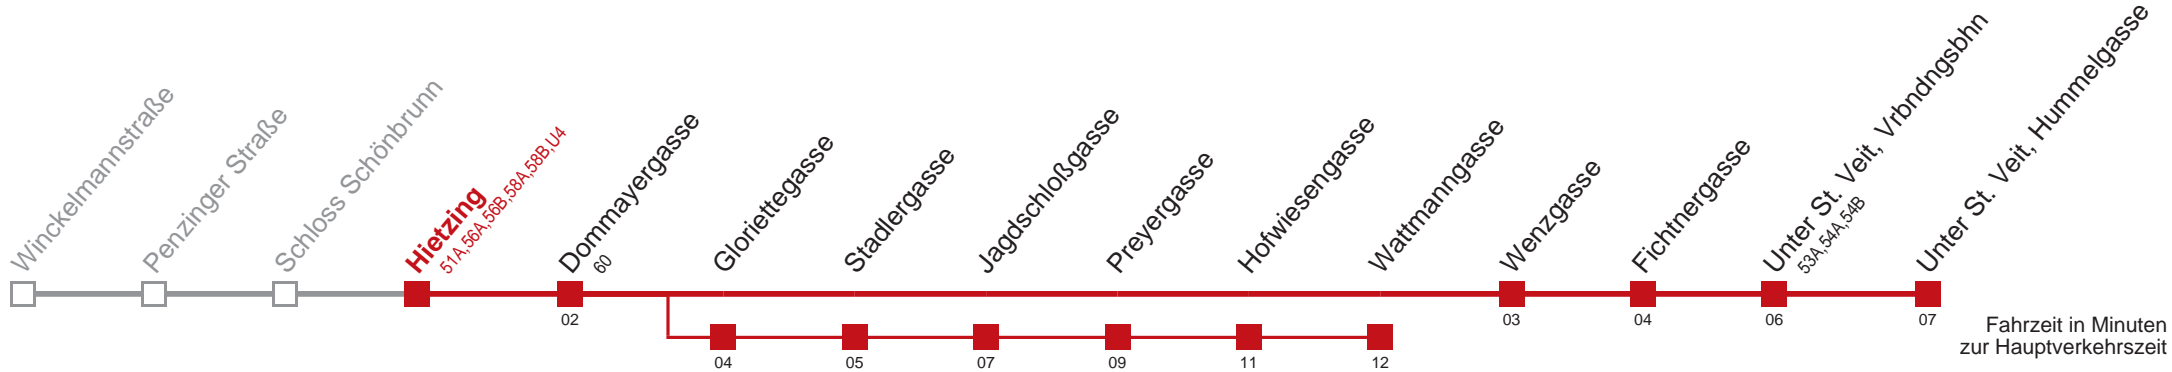 Winckelmannstraße
Penzinger Straße
Schloss Schönbrunn
Hietzing
51A,56A,56B,58A,58B,U4
Dommayergasse
60
Gloriettegasse
Stadlergasse
Jagdschloßgasse
Preyergasse
Hofwiesengasse
Wattmanngasse
Wenzgasse
Fichtnergasse
Unter St. Veit, Vrbndngsbhn
53A,54A,54B
Unter St. Veit, Hummelgasse
02
03
04
06
07
04
05
07
09
11
12
Fahrzeit in Minuten
zur Hauptverkehrszeit